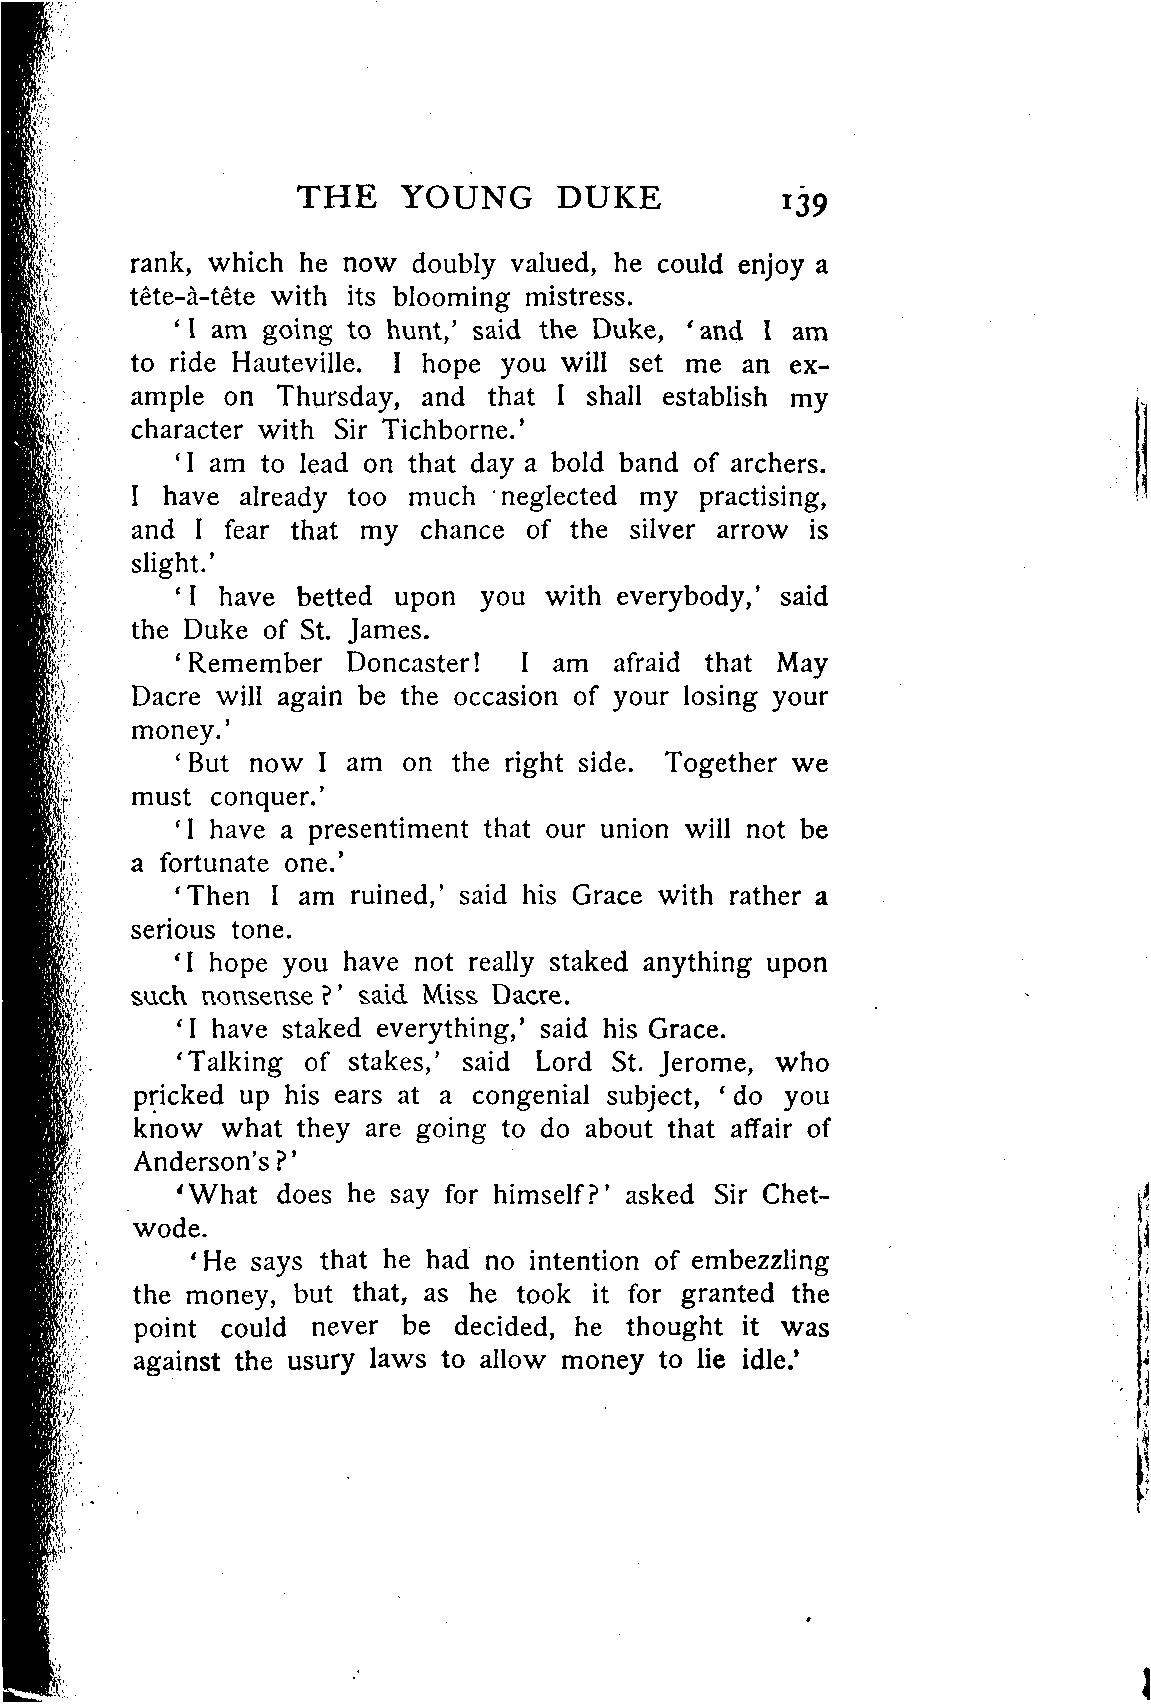 THE YOUNG DUKE 139
rank, which he now doubly valued, he could enjoy a
tête-à-tête with its blooming mistress.
‘I am going to hunt,’ said the Duke, ‘and I am
to ride Hauteville. I hope you will set me an ex-
ample on Thursday, and that I shall establish my
character with Sir Tichborne.’
‘I am to lead on that day a bold band of archers.
I have already too much neglected my practising,
and I fear that my chance of the silver arrow is
slight.’
‘I have betted upon you with everybody,’ said
the Duke of St. James.
‘Remember Doncaster! I am afraid that May
Dacre will again be the occasion of your losing your
money.’
‘But now I am on the right side. Together we
must conquer.’
‘I have a presentiment that our union will not be
a fortunate one.’
‘Then I am ruined,’ said his Grace with rather a
serious tone.
‘I hope you have not really staked anything upon
such nonsense?’ said Miss Dacre.
‘I have staked everything,’ said his Grace.
‘Talking of stakes,’ said Lord St. Jerome, who
pricked up his ears at a congenial subject, ‘do you
know what they are going to do about that affair of
Anderson's?’
‘What does he say for himself?’ asked Sir Chet-
wode.
‘He says that he had no intention of embezzling
the money, but that, as he took it for granted the
point could never be decided, he thought it was
against the usury laws to allow money to lie idle.’